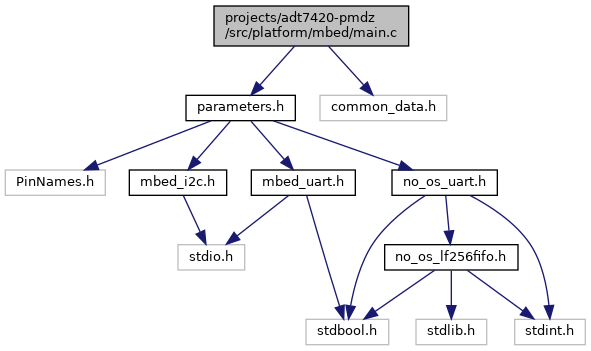 projects/adt7420-pmdz
/src/platform/mbed/main.c
parameters.h
common_data.h
PinNames.h
mbed_i2c.h
mbed_uart.h
no_os_uart.h
stdio.h
no_os_lf256fifo.h
stdbool.h
stdlib.h
stdint.h